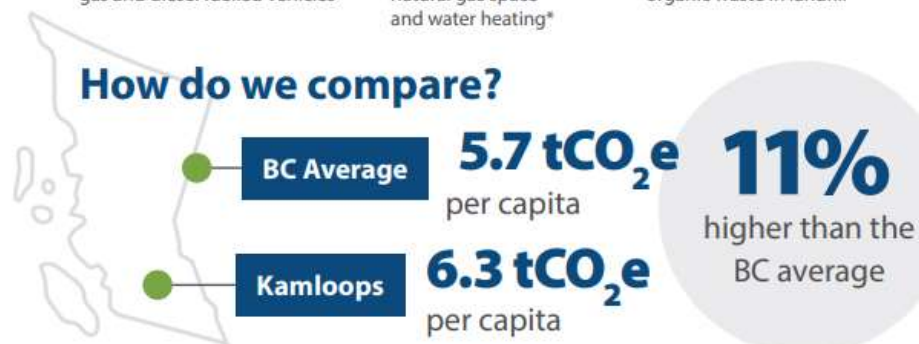 and water heating*
How do we compare?
BC Average
5.7 tCO₂e
per capita
Kamloops
6.3 tCO₂e
per capita
11%
higher than the
BC average